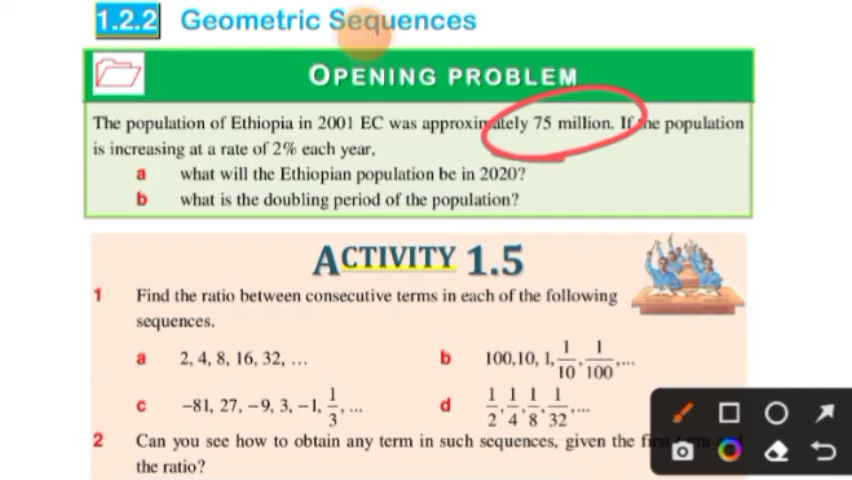 1.2.2 Geometric Sequences
OPENING PROBLEM
The population of Ethiopia in 2001 EC was approximately 75 million. If the population
is increasing at a rate of 2% each year,
a what will the Ethiopian population be in 2020?
b what is the doubling period of the population?
ACTIVITY 1.5
1 Find the ratio between consecutive terms in each of the following
sequences.
a 2, 4, 8, 16, 32, …
b 100,10, 1, 1/10, 1/100,...
c −81, 27, −9, 3, −1, 1/3, ...
d 1/2, 1/4, 1/8, 1/32,...
2 Can you see how to obtain any term in such sequences, given the first term and
the ratio?